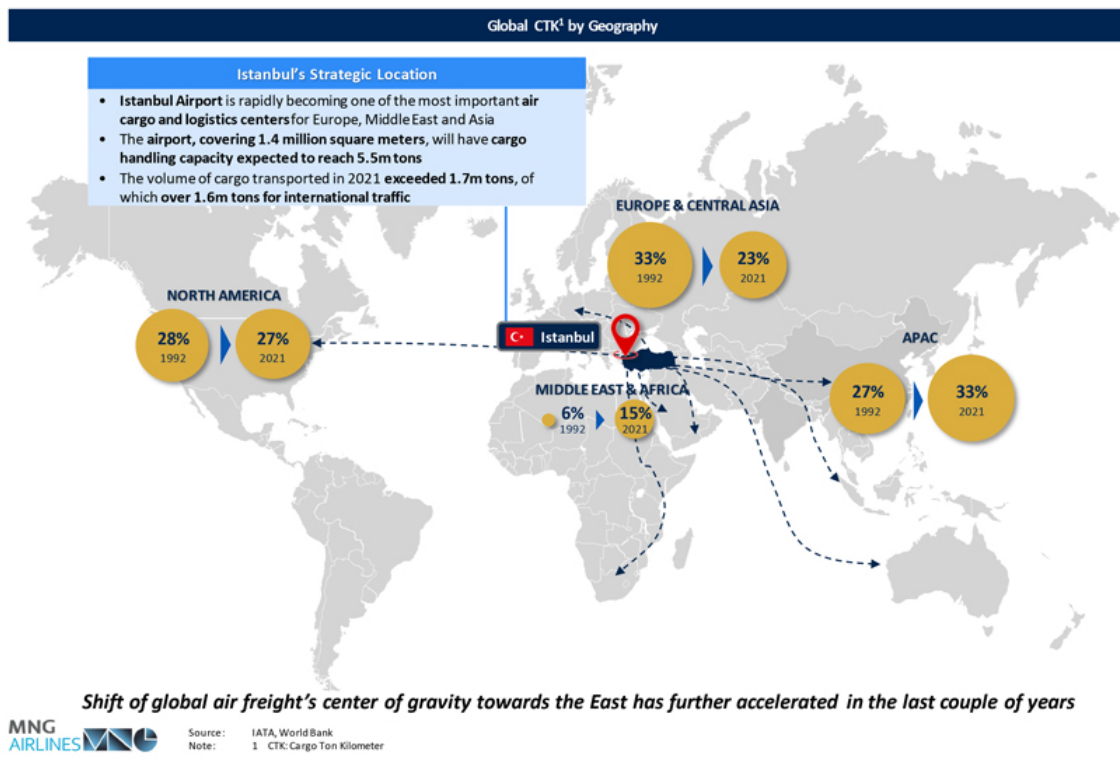 Global CTK1 by Geography
Istanbul's Strategic Location
• Istanbul Airport is rapidly becoming one of the most important air
cargo and logistics centers for Europe, Middle East and Asia
• The airport, covering 1.4 million square meters, will have cargo
handling capacity expected to reach 5.5m tons
• The volume of cargo transported in 2021 exceeded 1.7m tons, of
which over 1.6m tons for international traffic
EUROPE & CENTRAL ASIA
33%
1992
23%
2021
NORTH AMERICA
28%
1992
27%
2021
Istanbul
APAC
27%
1992
33%
2021
MIDDLE EAST & AFRICA
6%
1992
15%
2021
Shift of global air freight's center of gravity towards the East has further accelerated in the last couple of years
MNG
AIRLINES
Source: IATA, World Bank
Note: 1 CTK: Cargo Ton Kilometer